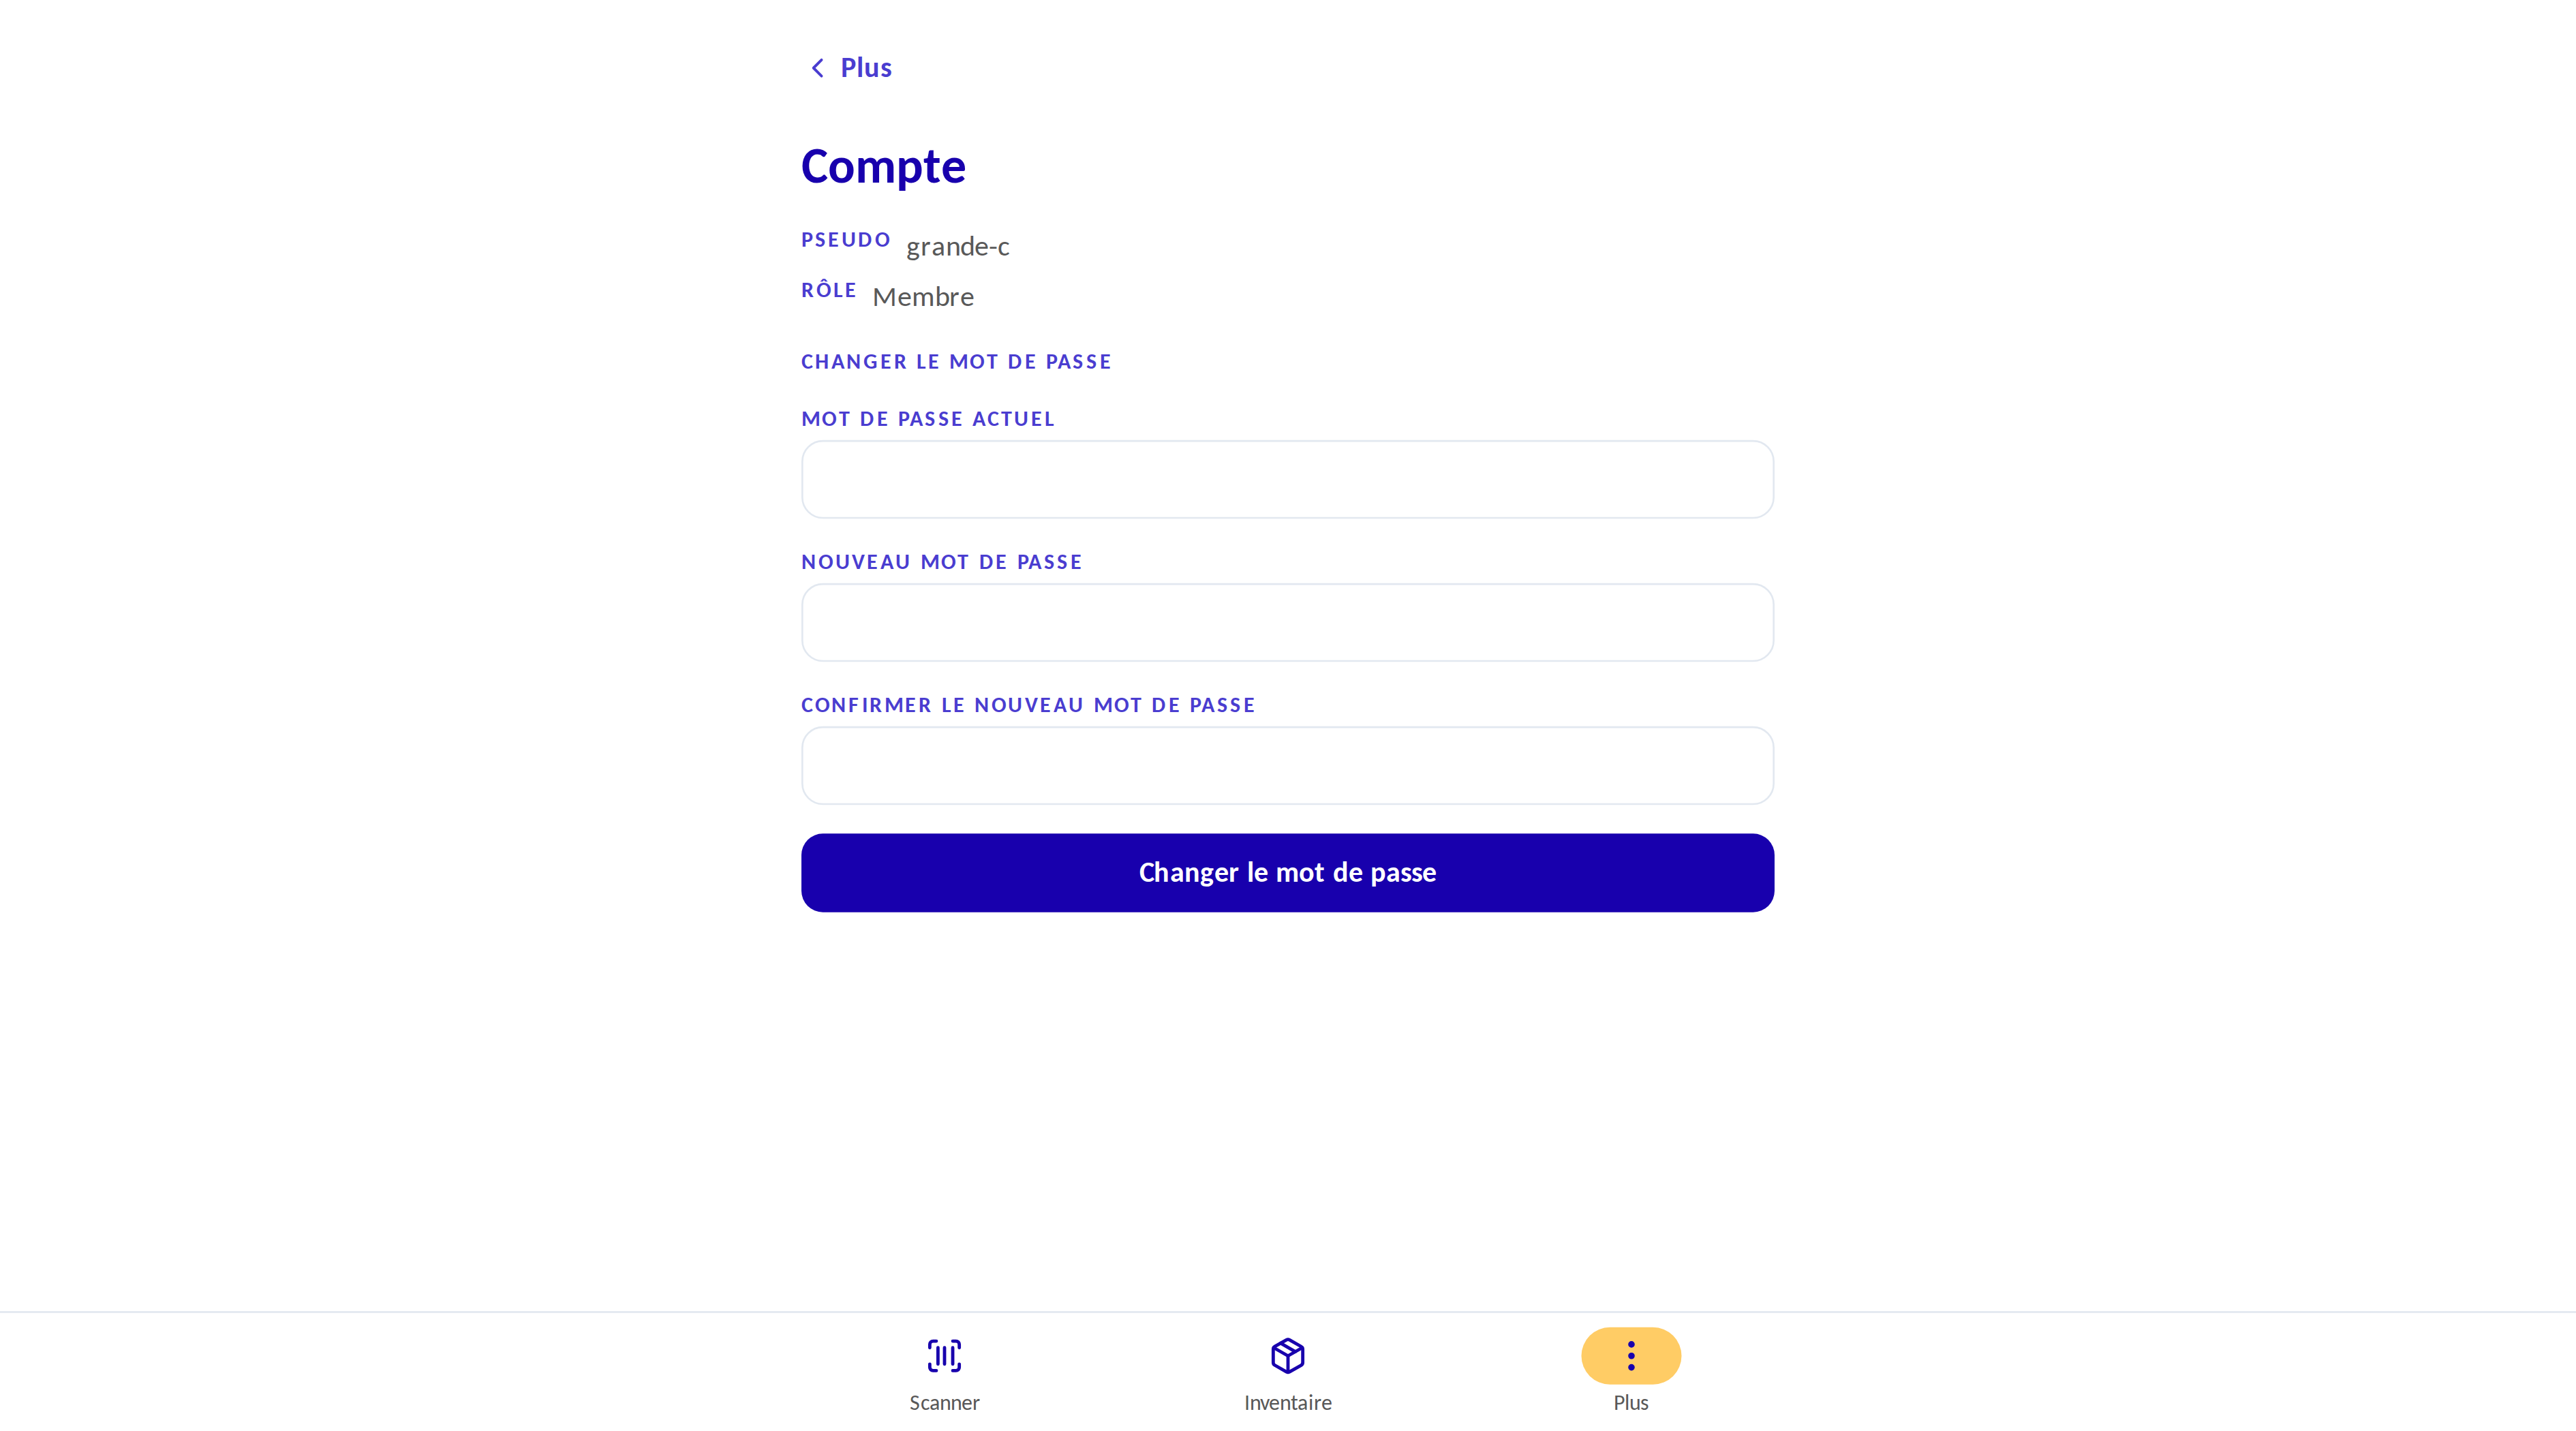 Plus
Compte
PSEUDO grande-c
RÔLE Membre
CHANGER LE MOT DE PASSE
MOT DE PASSE ACTUEL
NOUVEAU MOT DE PASSE
CONFIRMER LE NOUVEAU MOT DE PASSE
Changer le mot de passe
Scanner Inventaire Plus